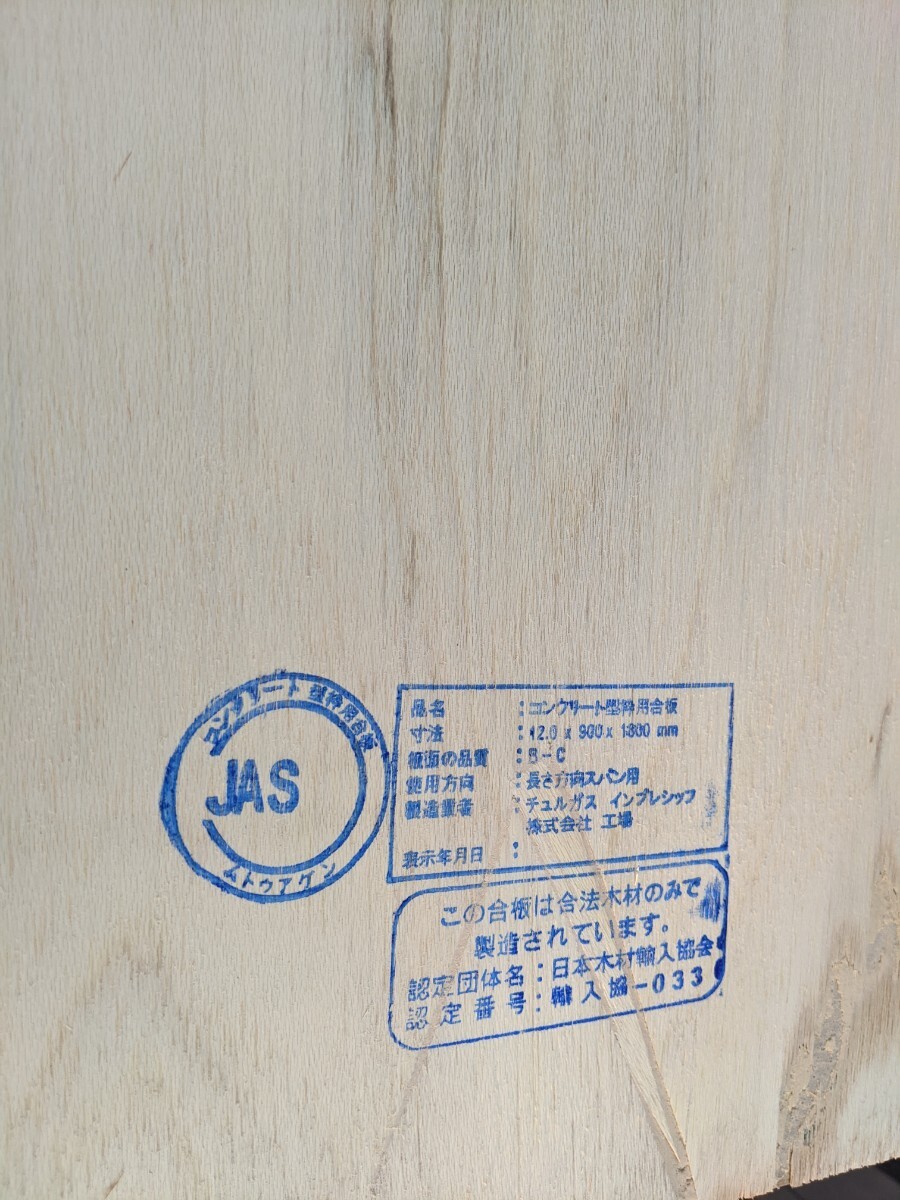 コンクリート型枠用合板
JAS
イトゥアゲン
品名 :コンクリート型枠用合板
寸法 :12.0 x 900 x 1800 mm
板面の品質 :B-C
使用方向 :長さ方向スパン用
製造業者 :チュルガス インプレシッフ
株式会社 工場
表示年月日 :
この合板は合法木材のみで
製造されています。
認定団体名:日本木材輸入協会
認定番号:輸入協-033